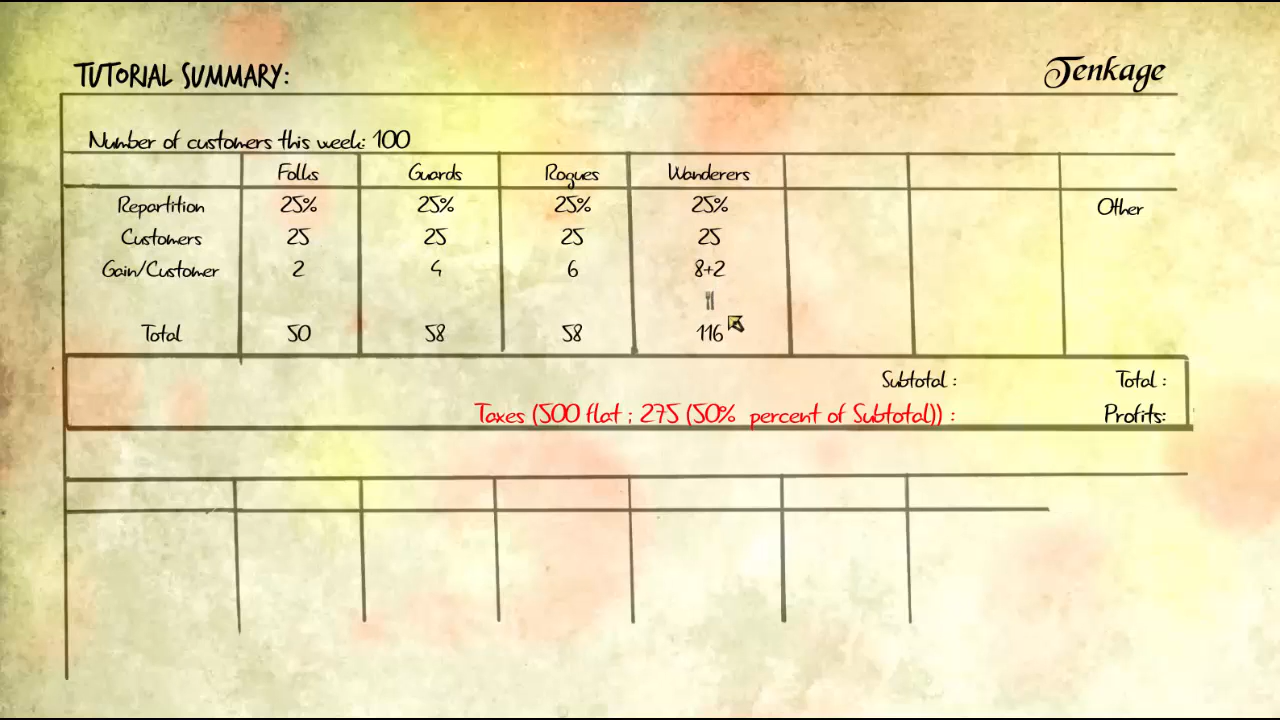 TUTORIAL SUMMARY:
Tenkage
Number of customers this week: 100
Folks Guards Rogues Wanderers
Repartition 25% 25% 25% 25% Other
Customers 25 25 25 25
Gain/Customer 2 4 6 8+2
Total 50 58 58 116
Subtotal : Total :
Taxes (500 flat ; 275 (50% percent of Subtotal)) : Profits: